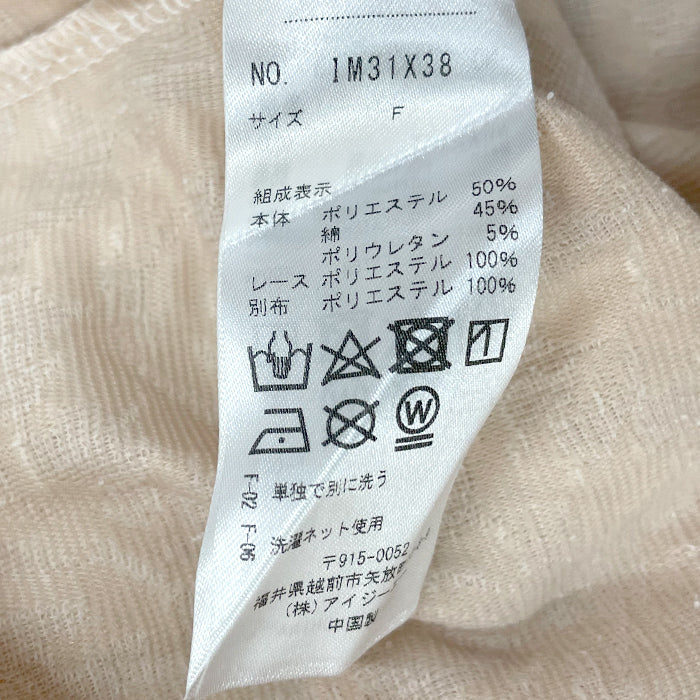 NO. IM31X38
サイズ F
組成表示
本体 ポリエステル 50%
綿 45%
ポリウレタン 5%
レース ポリエステル 100%
別布 ポリエステル 100%
W
F-02 単独で別に洗う
F-06 洗濯ネット使用
〒915-0052
福井県越前市矢放
(株)アイジー
中国製